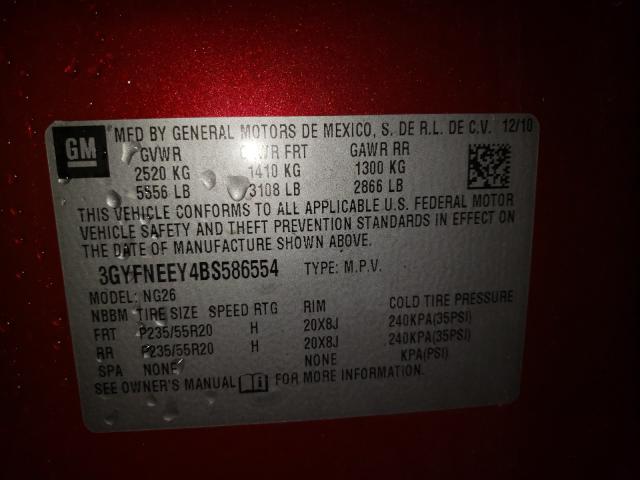 GM
MFD BY GENERAL MOTORS DE MEXICO, S. DE R.L. DE C.V. 12/10
GVWR GAWR FRT GAWR RR
2520 KG 1410 KG 1300 KG
5556 LB 3108 LB 2866 LB
THIS VEHICLE CONFORMS TO ALL APPLICABLE U.S. FEDERAL MOTOR
VEHICLE SAFETY AND THEFT PREVENTION STANDARDS IN EFFECT ON
THE DATE OF MANUFACTURE SHOWN ABOVE.
3GYFNEEY4BS586554 TYPE: M.P.V.
MODEL: NG26
NBBM TIRE SIZE SPEED RTG RIM COLD TIRE PRESSURE
FRT P235/55R20 H 20X8J 240KPA(35PSI)
RR P235/55R20 H 20X8J 240KPA(35PSI)
SPA NONE NONE KPA(PSI)
SEE OWNER'S MANUAL FOR MORE INFORMATION.